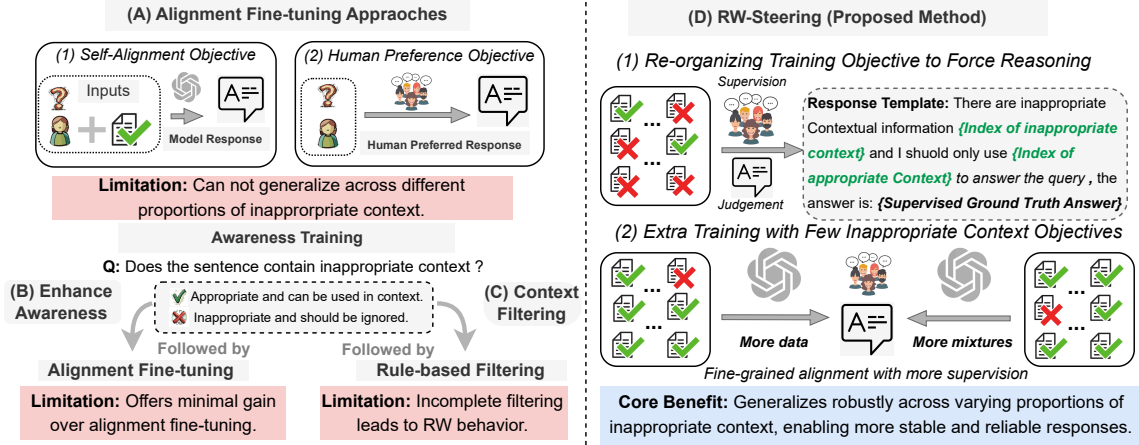 (A) Alignment Fine-tuning Appraoches
(1) Self-Alignment Objective
Inputs
A
Model Response
(2) Human Preference Objective
A
Human Preferred Response
Limitation: Can not generalize across different
proportions of inapprorpriate context.
Awareness Training
Q: Does the sentence contain inappropriate context ?
Appropriate and can be used in context.
Inappropriate and should be ignored.
(B) Enhance
Awareness
(C) Context
Filtering
Followed by
Followed by
Alignment Fine-tuning
Rule-based Filtering
Limitation: Offers minimal gain
over alignment fine-tuning.
Limitation: Incomplete filtering
leads to RW behavior.
(D) RW-Steering (Proposed Method)
(1) Re-organizing Training Objective to Force Reasoning
...
...
Supervision
A
Judgement
Response Template: There are inappropriate
Contextual information {Index of inappropriate
context} and I shuold only use {Index of
appropriate Context} to answer the query , the
answer is: {Supervised Ground Truth Answer}
(2) Extra Training with Few Inappropriate Context Objectives
...
...
More data
A
More mixtures
...
...
Fine-grained alignment with more supervision
Core Benefit: Generalizes robustly across varying proportions of
inappropriate context, enabling more stable and reliable responses.